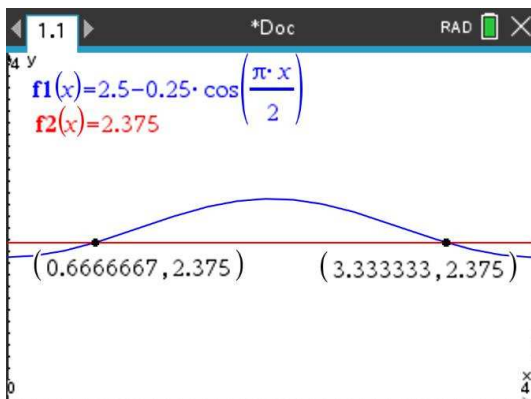 1.1 *Doc RAD
4 y
f1(x)=2.5−0.25· cos(π· x/2)
f2(x)=2.375
(0.6666667,2.375) (3.333333,2.375)
x
0 4